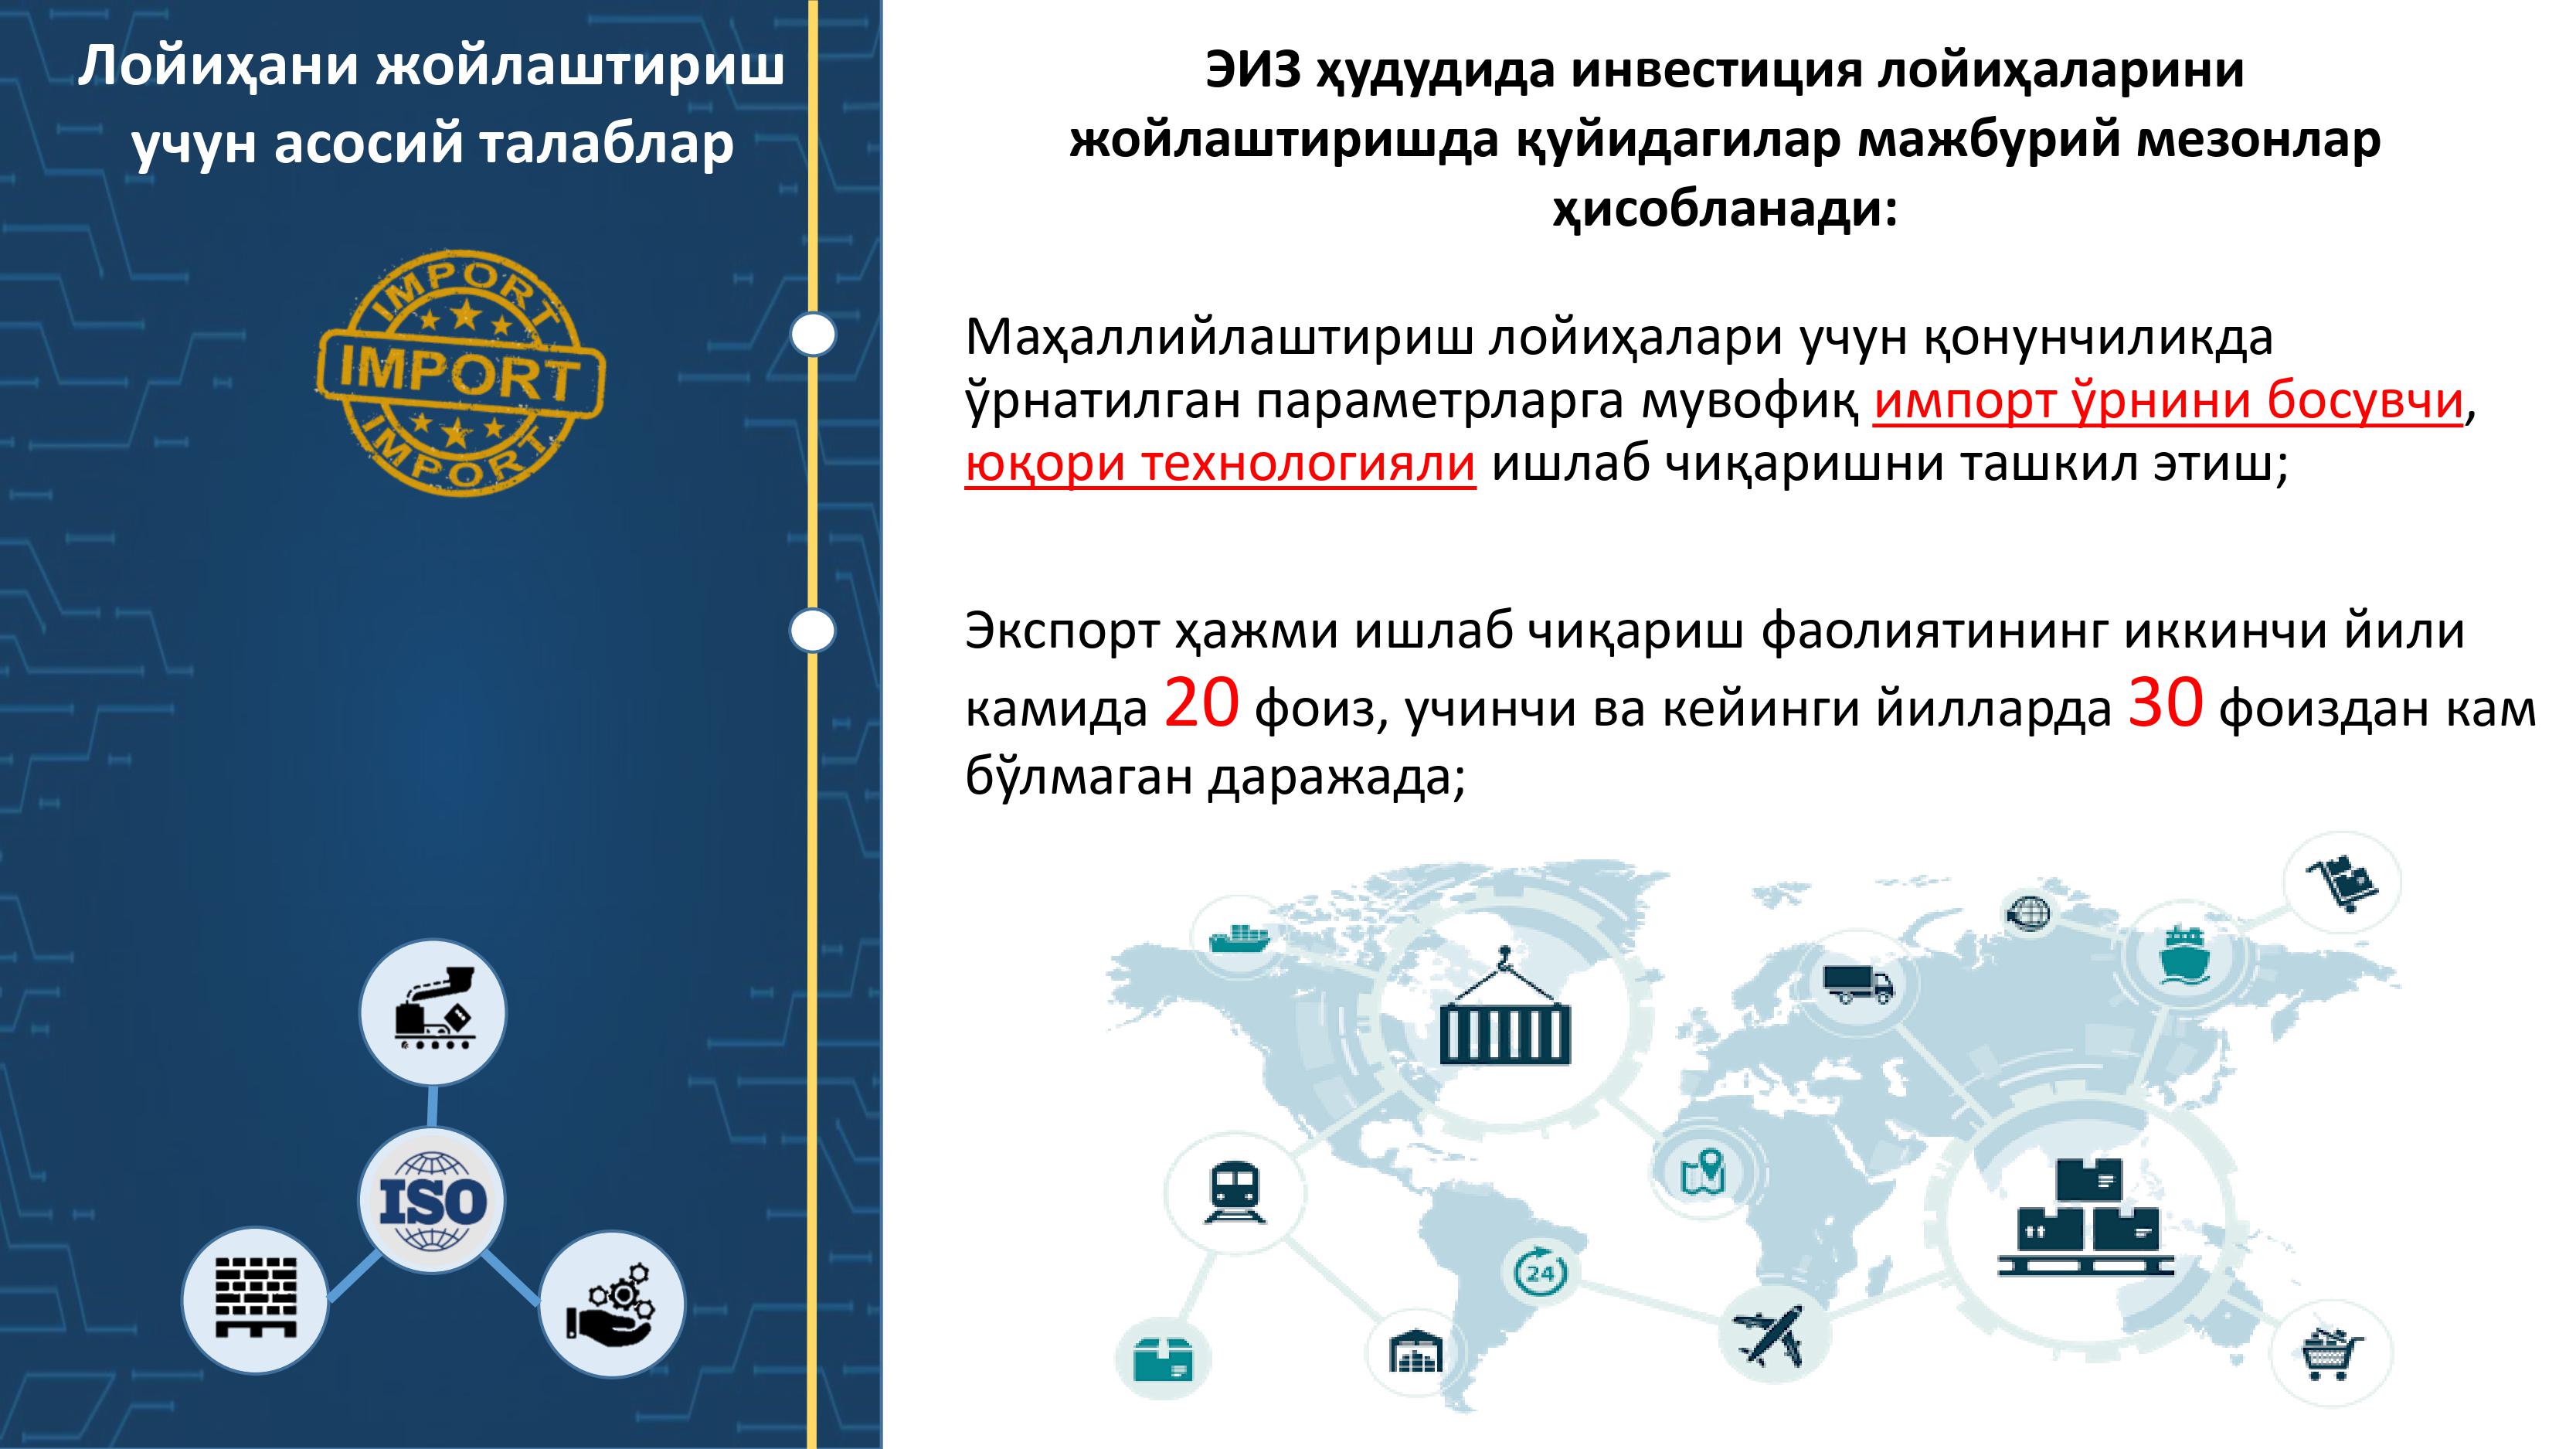 Лойиҳани жойлаштириш
учун асосий талаблар
IMPORT
IMPORT
IMPORT
ISO
ЭИЗ ҳудудида инвестиция лойиҳаларини
жойлаштиришда қуйидагилар мажбурий мезонлар
ҳисобланади:
Маҳаллийлаштириш лойиҳалари учун қонунчиликда
ўрнатилган параметрларга мувофиқ импорт ўрнини босувчи,
юқори технологияли ишлаб чиқаришни ташкил этиш;
Экспорт ҳажми ишлаб чиқариш фаолиятининг иккинчи йили
камида 20 фоиз, учинчи ва кейинги йилларда 30 фоиздан кам
бўлмаган даражада;
24